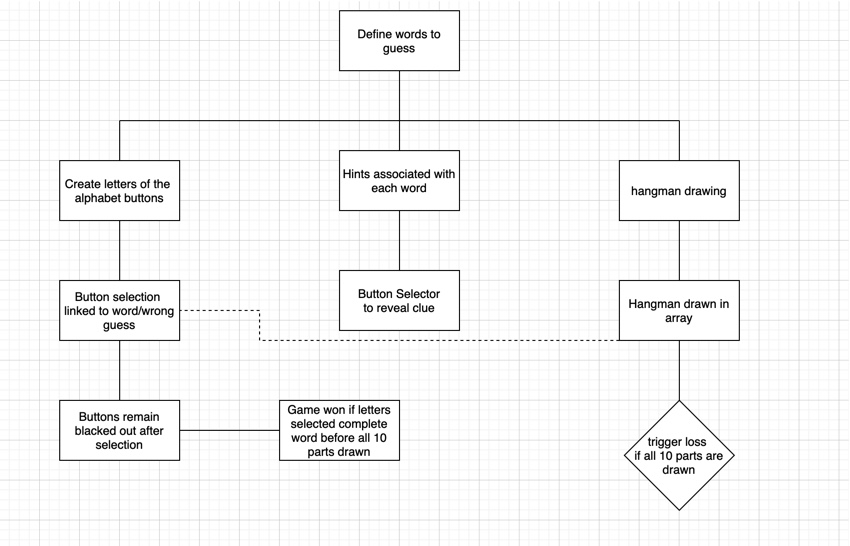 Define words to
guess
Create letters of the
alphabet buttons
Hints associated with
each word
hangman drawing
Button selection
linked to word/wrong
guess
Button Selector
to reveal clue
Hangman drawn in
array
Buttons remain
blacked out after
selection
Game won if letters
selected complete
word before all 10
parts drawn
trigger loss
if all 10 parts are
drawn